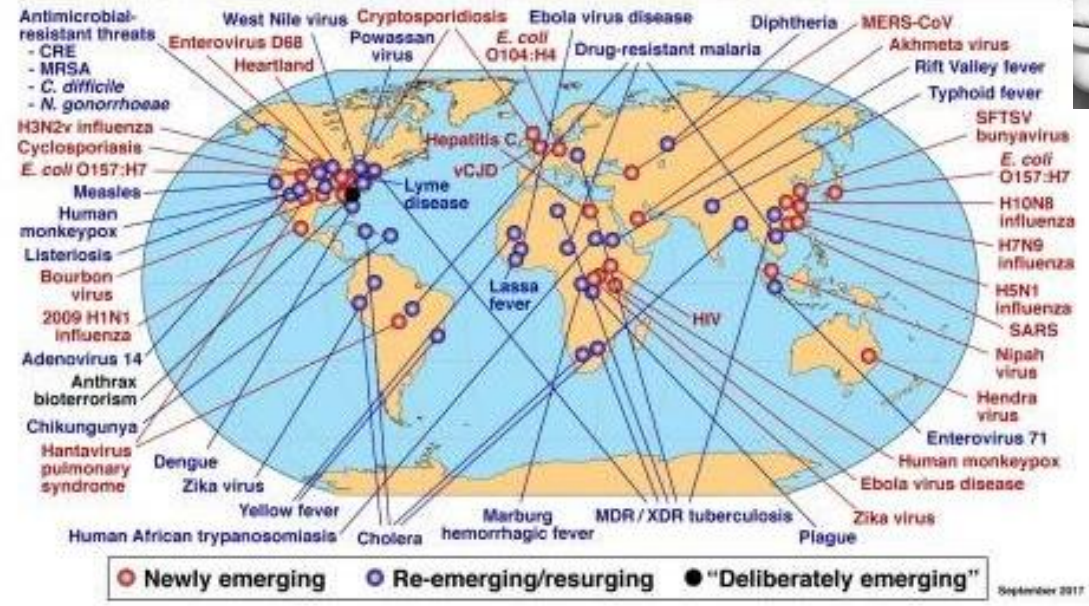 Antimicrobial-
resistant threats
- CRE
- MRSA
- C. difficile
- N. gonorrhoeae
West Nile virus
Cryptosporidiosis
Ebola virus disease
Diphtheria
MERS-CoV
Enterovirus D68
Powassan
virus
E. coli
O104:H4
Drug-resistant malaria
Akhmeta virus
Heartland
Rift Valley fever
Typhoid fever
H3N2v influenza
Cyclosporiasis
E. coli O157:H7
Measles
Human
monkeypox
Listeriosis
Bourbon
virus
2009 H1N1
influenza
Adenovirus 14
Anthrax
bioterrorism
Chikungunya
Hantavirus
pulmonary
syndrome
Hepatitis C
vCJD
Lyme
disease
Lassa
fever
HIV
SFTSV
bunyavirus
E. coli
O157:H7
H10N8
influenza
H7N9
influenza
H5N1
influenza
SARS
Nipah
virus
Hendra
virus
Enterovirus 71
Human monkeypox
Ebola virus disease
Zika virus
Dengue
Zika virus
Yellow fever
Human African trypanosomiasis
Cholera
Marburg
hemorrhagic fever
MDR / XDR tuberculosis
Plague
Newly emerging
Re-emerging/resurging
"Deliberately emerging"
September 2017